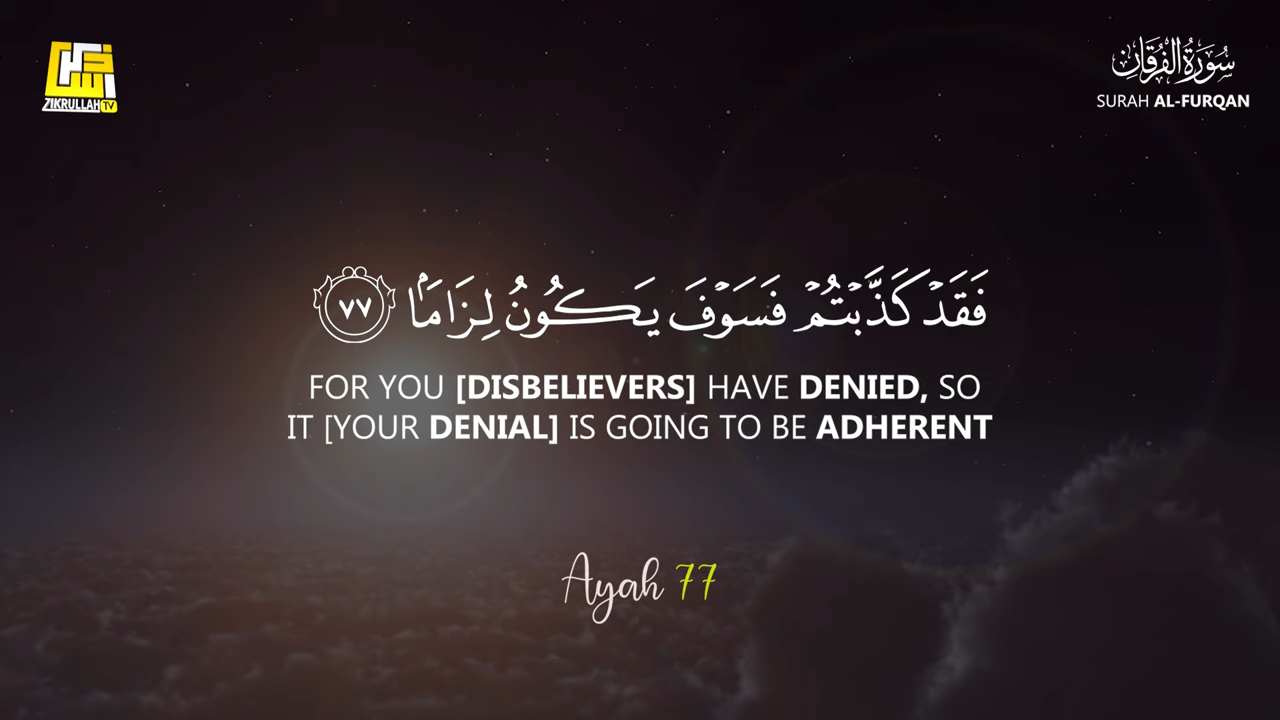 ZIKRULLAH TV
سُورَةُ الْفُرْقَان
SURAH AL-FURQAN
فَقَدْ كَذَّبْتُمْ فَسَوْفَ يَكُونُ لِزَامًا ٧٧
FOR YOU [DISBELIEVERS] HAVE DENIED, SO
IT [YOUR DENIAL] IS GOING TO BE ADHERENT
Ayah 77